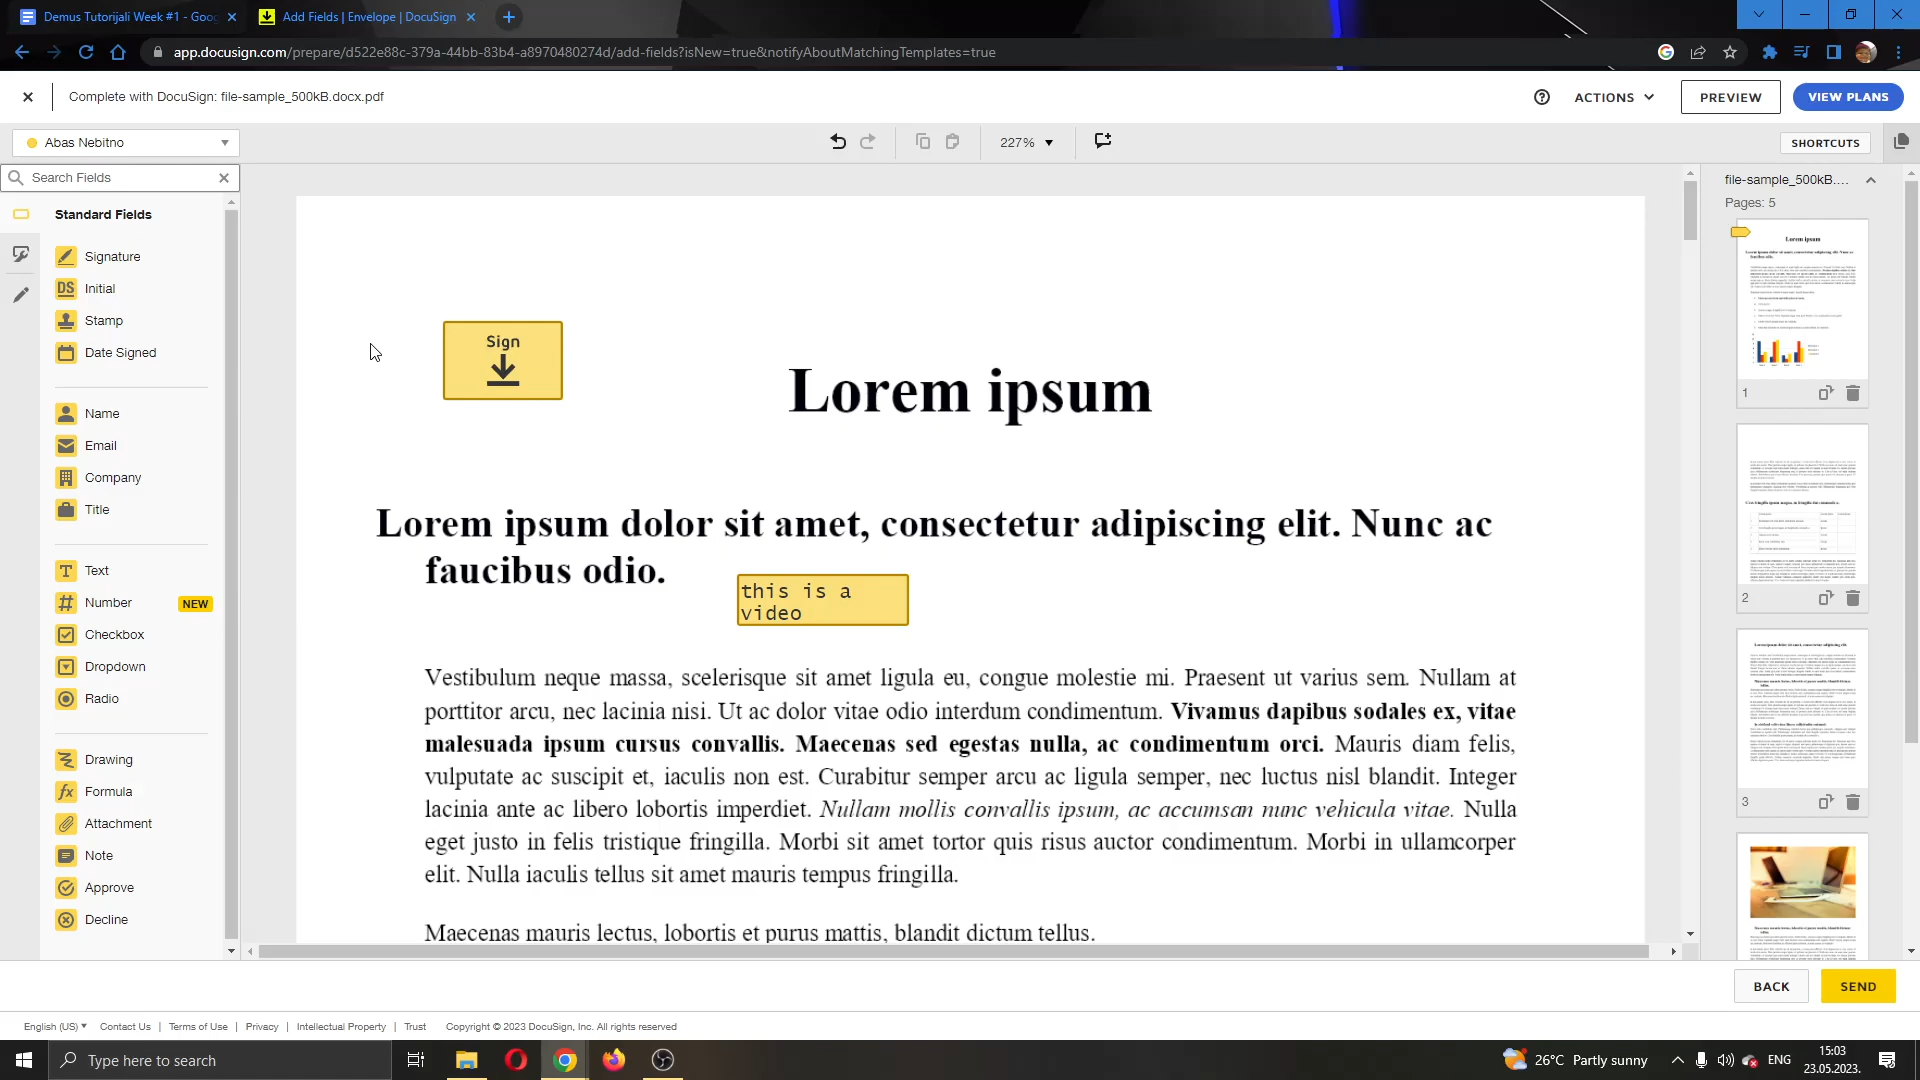 Demus Tutorijali Week #1 - Goo
Add Fields | Envelope | DocuSign
app.docusign.com/prepare/d522e88c-379a-44bb-83b4-a8970480274d/add-fields?isNew=true&notifyAboutMatchingTemplates=true
Complete with DocuSign: file-sample_500kB.docx.pdf
ACTIONS
PREVIEW
VIEW PLANS
Abas Nebitno
227%
SHORTCUTS
Search Fields
Standard Fields
Signature
DS Initial
Stamp
Date Signed
Name
Email
Company
Title
Text
Number NEW
Checkbox
Dropdown
Radio
Drawing
Formula
Attachment
Note
Approve
Decline
Sign
Lorem ipsum
Lorem ipsum dolor sit amet, consectetur adipiscing elit. Nunc ac
faucibus odio.
this is a
video
Vestibulum neque massa, scelerisque sit amet ligula eu, congue molestie mi. Praesent ut varius sem. Nullam at
porttitor arcu, nec lacinia nisi. Ut ac dolor vitae odio interdum condimentum. Vivamus dapibus sodales ex, vitae
malesuada ipsum cursus convallis. Maecenas sed egestas nulla, ac condimentum orci. Mauris diam felis,
vulputate ac suscipit et, iaculis non est. Curabitur semper arcu ac ligula semper, nec luctus nisl blandit. Integer
lacinia ante ac libero lobortis imperdiet. Nullam mollis convallis ipsum, ac accumsan nunc vehicula vitae. Nulla
eget justo in felis tristique fringilla. Morbi sit amet tortor quis risus auctor condimentum. Morbi in ullamcorper
elit. Nulla iaculis tellus sit amet mauris tempus fringilla.
Maecenas mauris lectus, lobortis et purus mattis, blandit dictum tellus.
file-sample_500kB....
Pages: 5
Lorem ipsum
1
2
3
BACK
SEND
English (US)
Contact Us | Terms of Use | Privacy | Intellectual Property | Trust
Copyright © 2023 DocuSign, Inc. All rights reserved
Type here to search
26°C Partly sunny
ENG
15:03
23.05.2023.